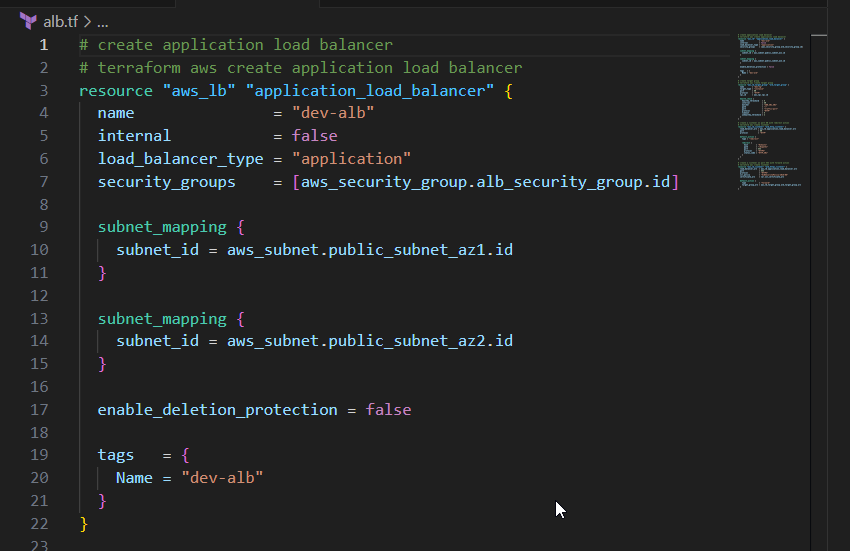 alb.tf > ...
1 # create application load balancer
2 # terraform aws create application load balancer
3 resource "aws_lb" "application_load_balancer" {
4   name               = "dev-alb"
5   internal           = false
6   load_balancer_type = "application"
7   security_groups    = [aws_security_group.alb_security_group.id]
8
9   subnet_mapping {
10     subnet_id = aws_subnet.public_subnet_az1.id
11   }
12
13   subnet_mapping {
14     subnet_id = aws_subnet.public_subnet_az2.id
15   }
16
17   enable_deletion_protection = false
18
19   tags   = {
20     Name = "dev-alb"
21   }
22 }
23